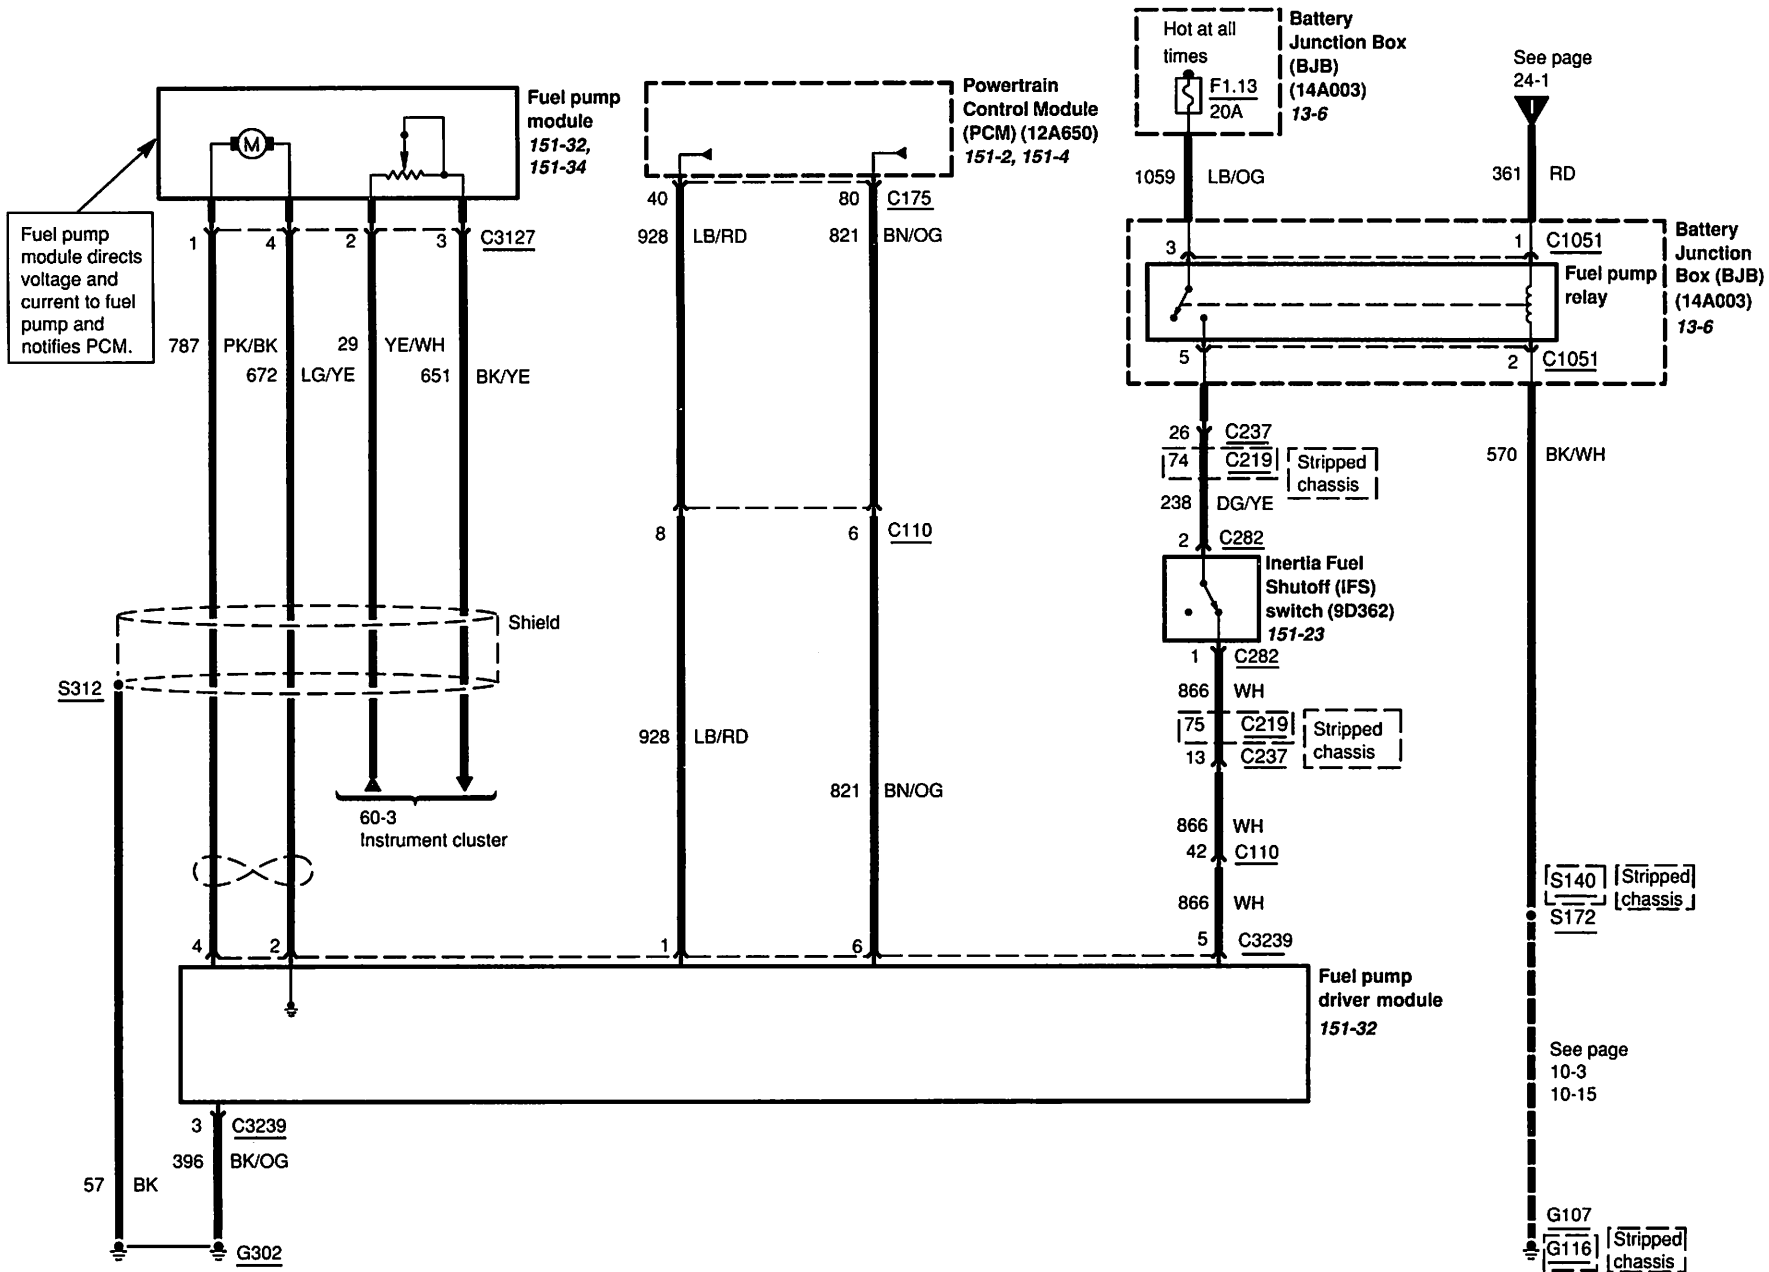 Hot at all
times
F1.13
20A
Battery
Junction Box
(BJB)
(14A003)
13-6
See page
24-1
Fuel pump
module
151-32,
151-34
Powertrain
Control Module
(PCM) (12A650)
151-2, 151-4
M
1059 LB/OG
361 RD
40
80 C175
Fuel pump
module directs
voltage and
current to fuel
pump and
notifies PCM.
1 4 2 3 C3127
928 LB/RD
821 BN/OG
3
1 C1051
Fuel pump
relay
Battery
Junction
Box (BJB)
(14A003)
13-6
5
2 C1051
787 PK/BK
672 LG/YE
29 YE/WH
651 BK/YE
26 C237
74 C219
Stripped
chassis
238 DG/YE
570 BK/WH
8
6 C110
2 C282
Inertia Fuel
Shutoff (IFS)
switch (9D362)
151-23
Shield
S312
1 C282
866 WH
75 C219
13 C237
Stripped
chassis
928 LB/RD
821 BN/OG
60-3
Instrument cluster
866 WH
42 C110
866 WH
S140
Stripped
chassis
S172
4 2 1 6 5 C3239
Fuel pump
driver module
151-32
See page
10-3
10-15
3 C3239
396 BK/OG
57 BK
G302
G107
G116
Stripped
chassis